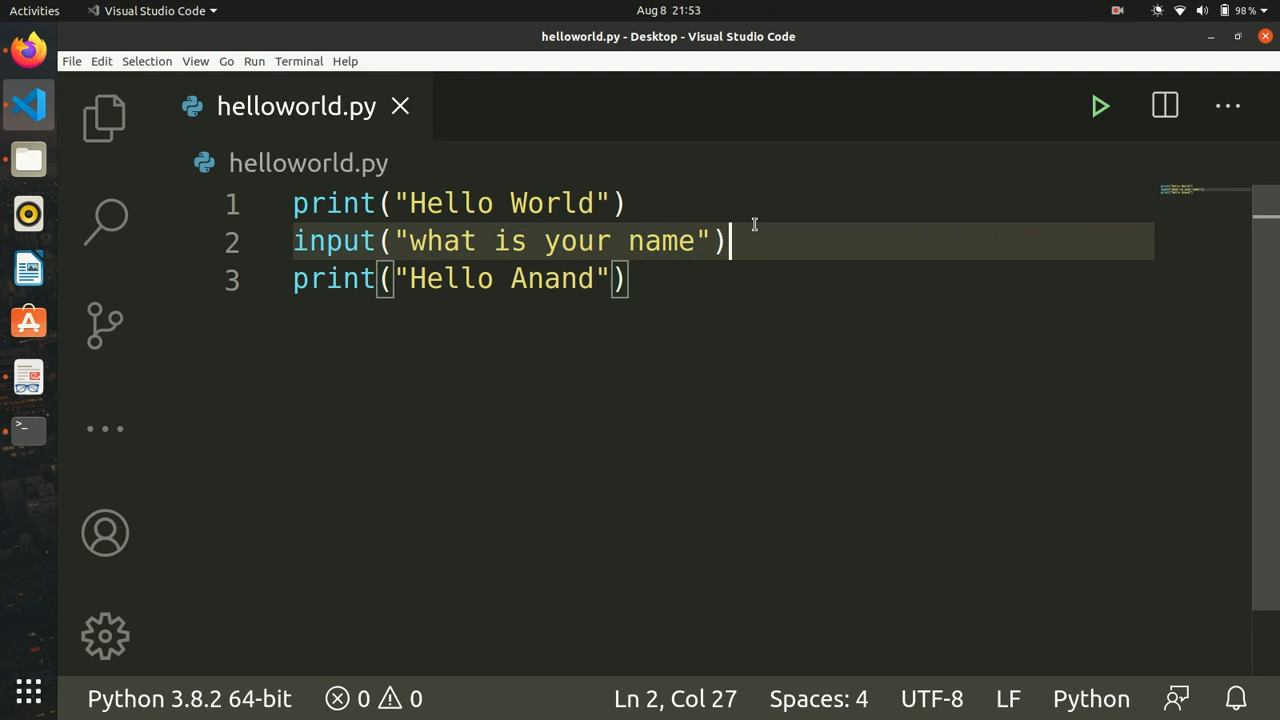 Activities Visual Studio Code Aug 8 21:53 98%
helloworld.py - Desktop - Visual Studio Code
File Edit Selection View Go Run Terminal Help
helloworld.py
helloworld.py
1 print("Hello World")
2 input("what is your name")
3 print("Hello Anand")
Python 3.8.2 64-bit 0 0 Ln 2, Col 27 Spaces: 4 UTF-8 LF Python